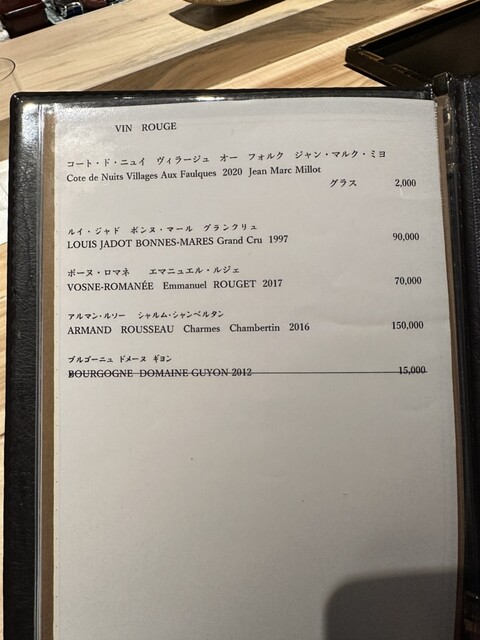 VIN ROUGE
コート・ド・ニュイ ヴィラージュ オー フォルク ジャン・マルク・ミヨ
Cote de Nuits Villages Aux Faulques 2020 Jean Marc Millot
グラス 2,000
ルイ・ジャド ボンヌ・マール グランクリュ
LOUIS JADOT BONNES-MARES Grand Cru 1997 90,000
ボーヌ・ロマネ エマニュエル・ルジェ
VOSNE-ROMANÉE Emmanuel ROUGET 2017 70,000
アルマン・ルソー シャルム・シャンベルタン
ARMAND ROUSSEAU Charmes Chambertin 2016 150,000
ブルゴーニュ ドメーヌ ギヨン
BOURGOGNE DOMAINE GUYON 2012 15,000